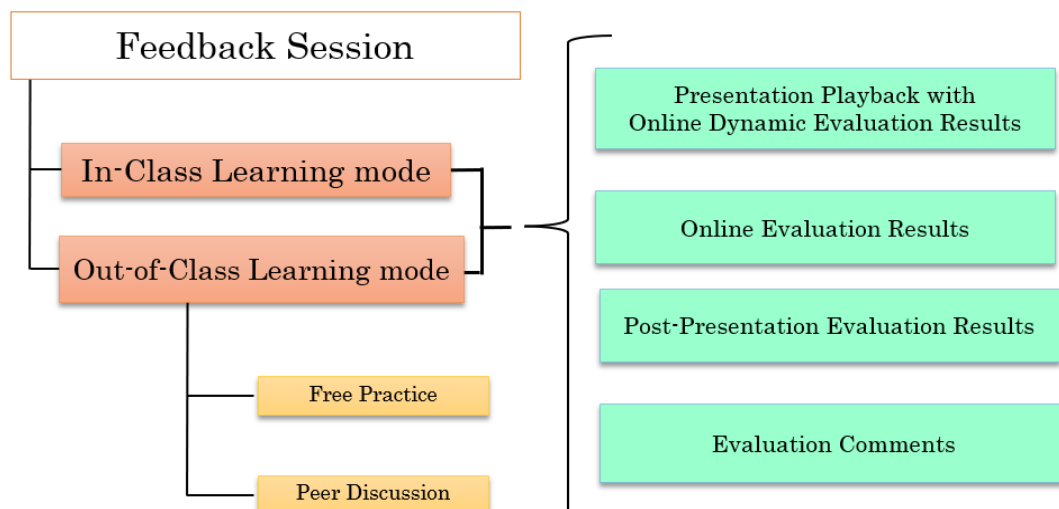 Feedback Session
In-Class Learning mode
Out-of-Class Learning mode
Free Practice
Peer Discussion
Presentation Playback with
Online Dynamic Evaluation Results
Online Evaluation Results
Post-Presentation Evaluation Results
Evaluation Comments